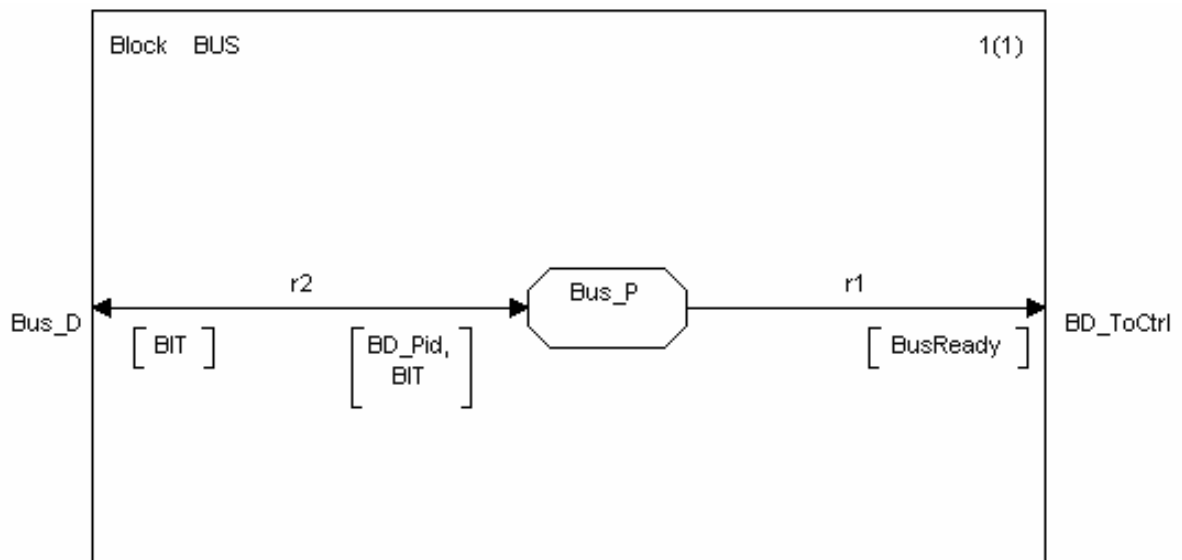 Block BUS
1(1)
r2
Bus_P
r1
Bus_D
[ BIT ]
[ BD_Pid,
BIT ]
[ BusReady ]
BD_ToCtrl